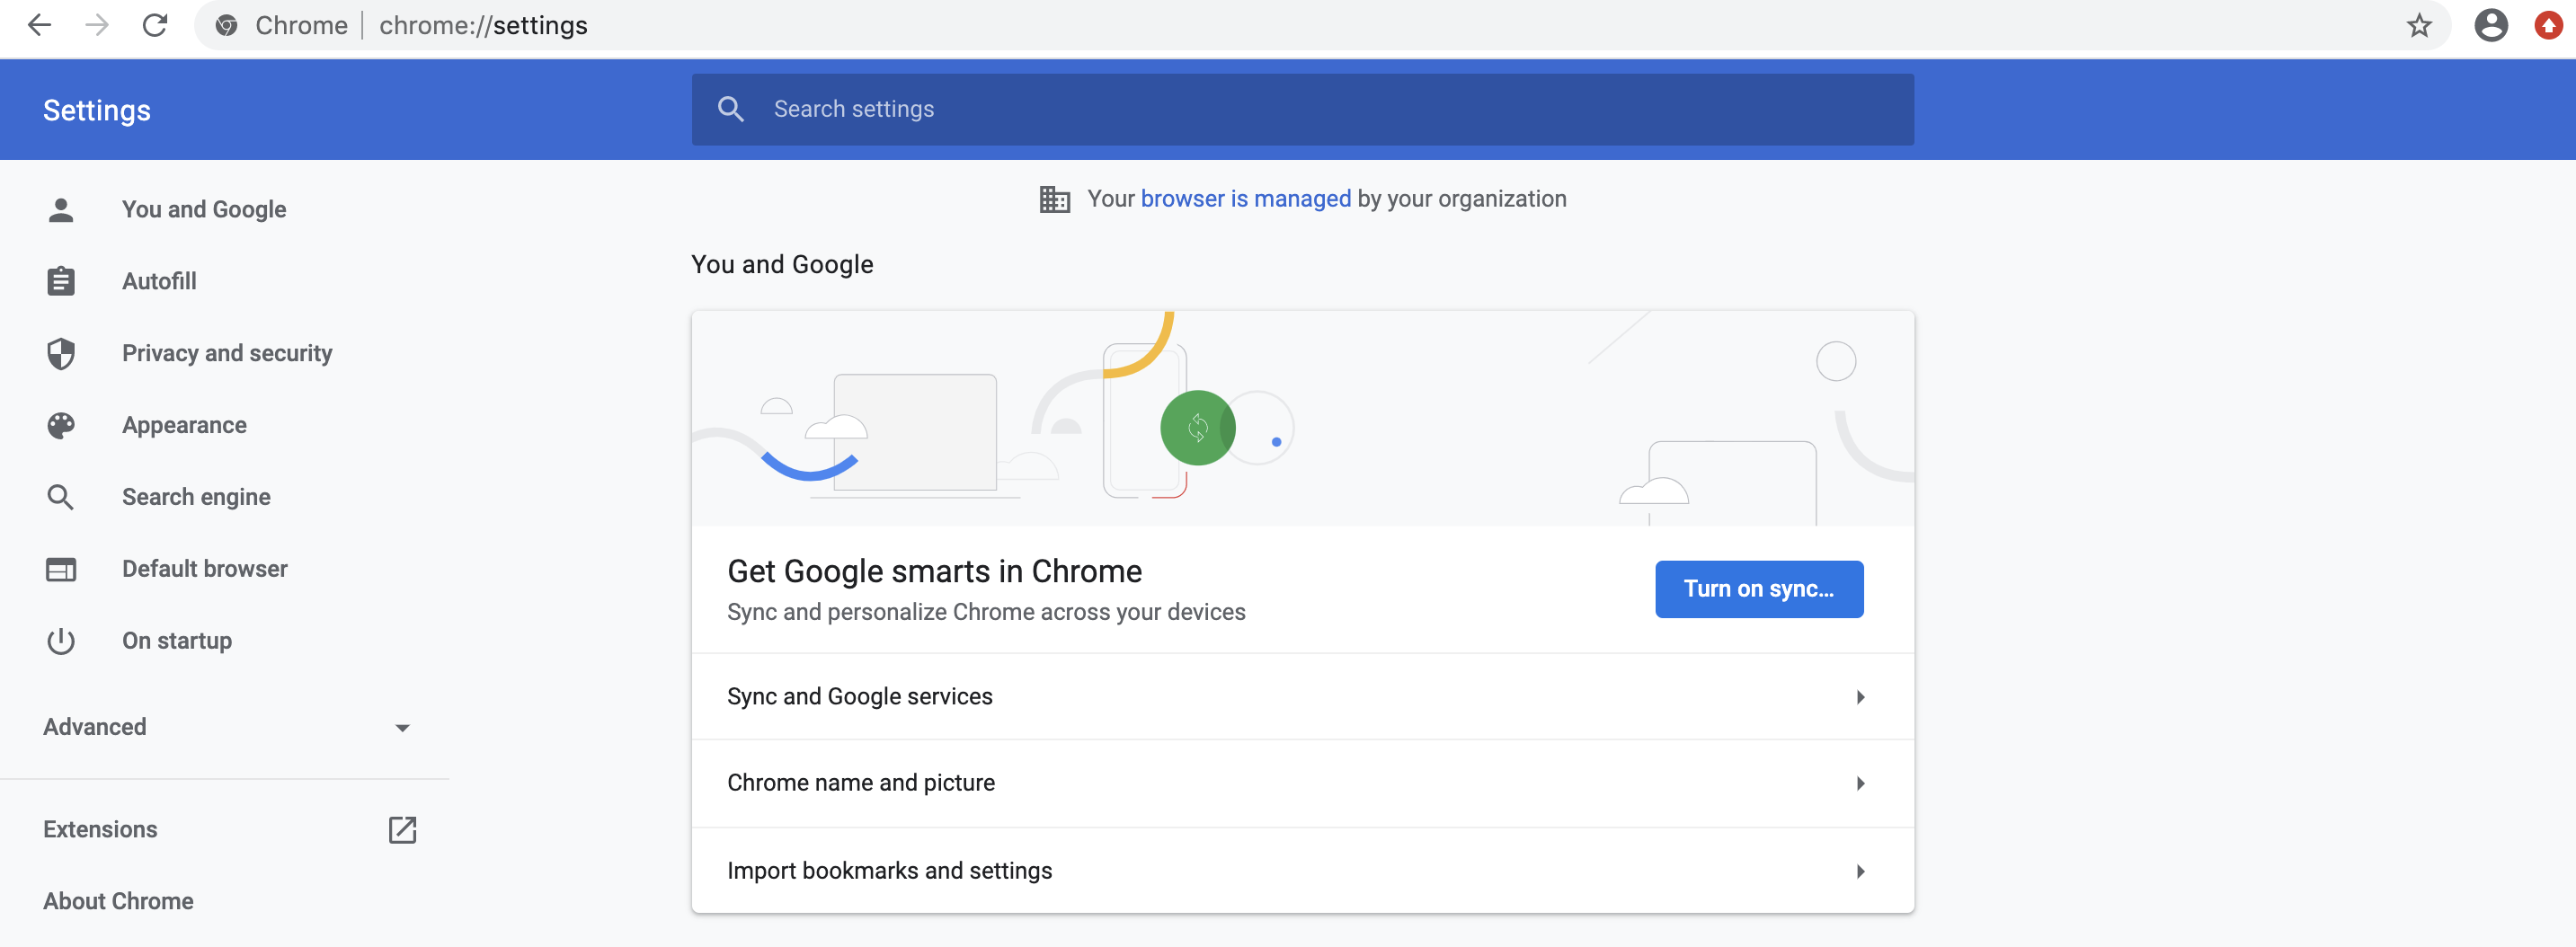 Chrome | chrome://settings
Settings
Search settings
You and Google
Autofill
Privacy and security
Appearance
Search engine
Default browser
On startup
Advanced
Extensions
About Chrome
Your browser is managed by your organization
You and Google
Get Google smarts in Chrome
Sync and personalize Chrome across your devices
Turn on sync...
Sync and Google services
Chrome name and picture
Import bookmarks and settings